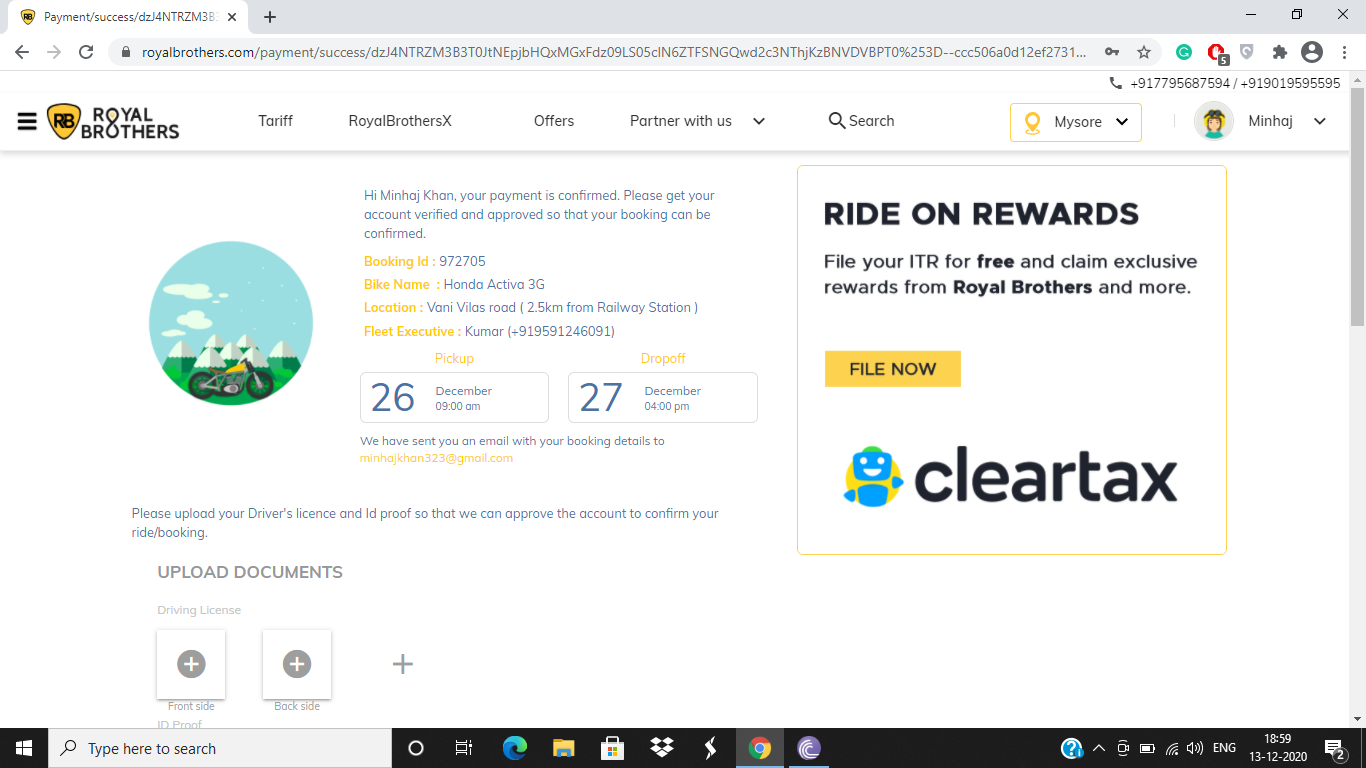 Payment/success/dzJ4NTRZM3B3
royalbrothers.com/payment/success/dzJ4NTRZM3B3T0JtNEpjbHQxMGxFdz09LS05clN6ZTFSNGQwd2c3NThjKzBNVDVBPT0%253D--ccc506a0d12ef2731...
5
+917795687594 / +919019595595
RB ROYAL BROTHERS
Tariff
RoyalBrothersX
Offers
Partner with us
Search
Mysore
Minhaj
Hi Minhaj Khan, your payment is confirmed. Please get your
account verified and approved so that your booking can be
confirmed.
Booking Id : 972705
Bike Name : Honda Activa 3G
Location : Vani Vilas road ( 2.5km from Railway Station )
Fleet Executive : Kumar (+919591246091)
Pickup
Dropoff
26 December 09:00 am
27 December 04:00 pm
We have sent you an email with your booking details to
minhajkhan323@gmail.com
RIDE ON REWARDS
File your ITR for free and claim exclusive
rewards from Royal Brothers and more.
FILE NOW
cleartax
Please upload your Driver's licence and Id proof so that we can approve the account to confirm your
ride/booking.
UPLOAD DOCUMENTS
Driving License
Front side
Back side
ID Proof
Type here to search
ENG
18:59
13-12-2020
2